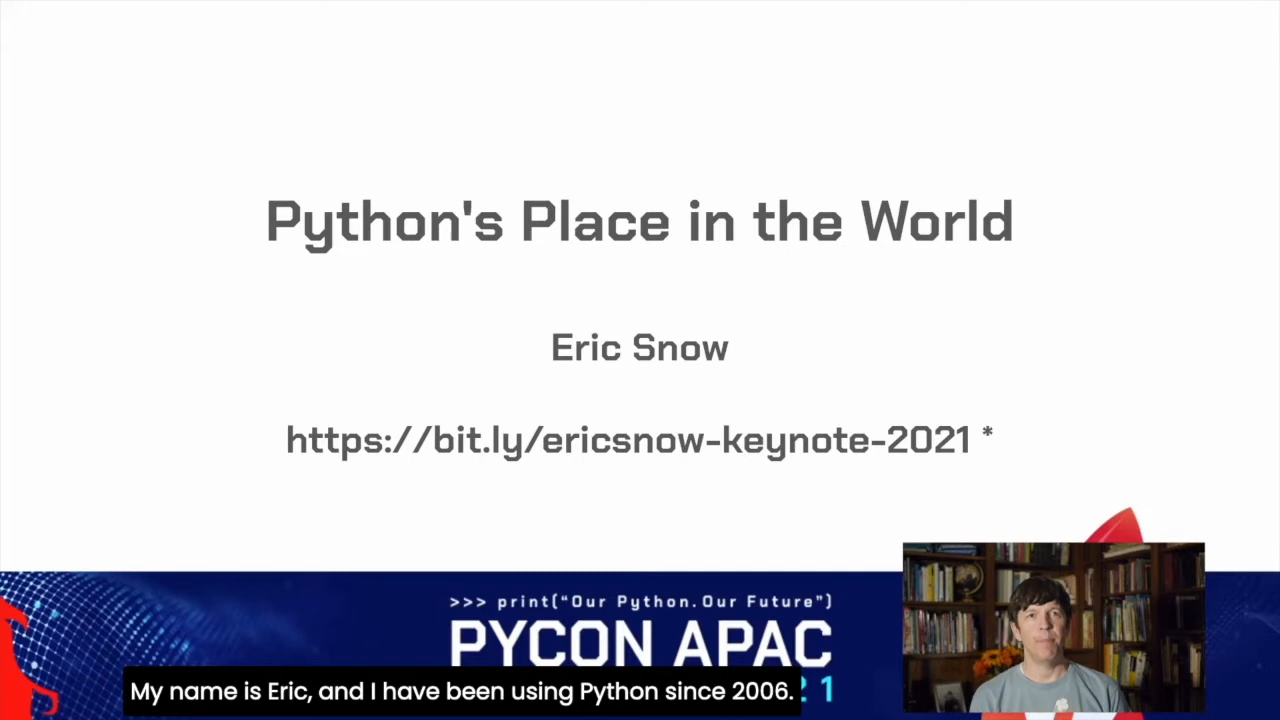 Python's Place in the World
Eric Snow
https://bit.ly/ericsnow-keynote-2021 *
>>> print(“Our Python.Our Future”)
PYCON APAC
21
My name is Eric, and I have been using Python since 2006.